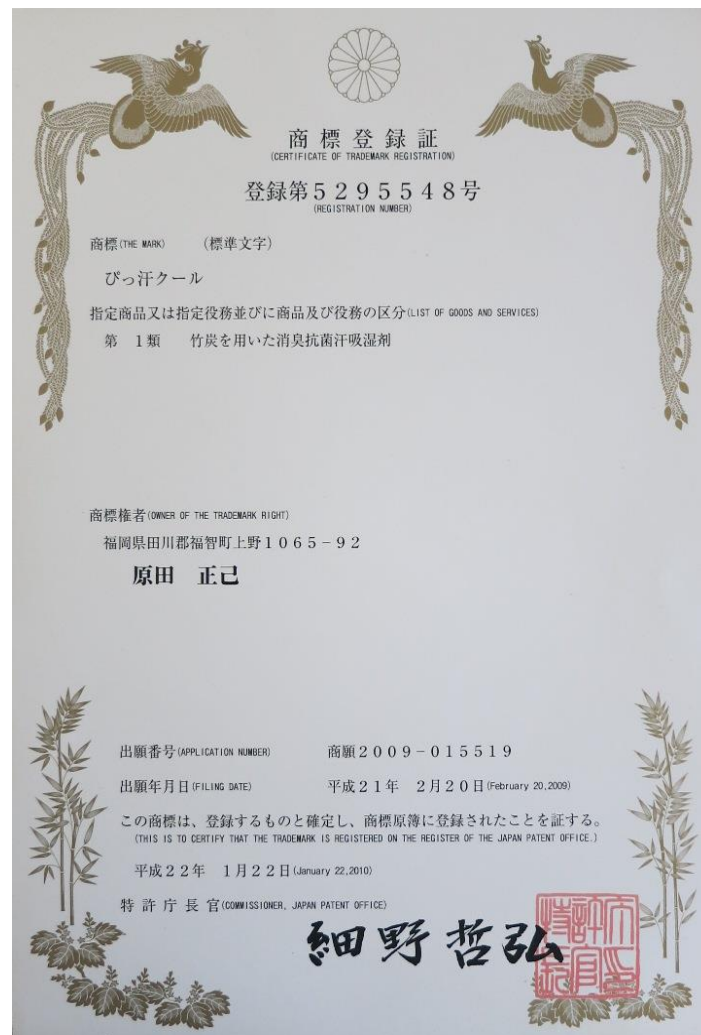 商標登録証
(CERTIFICATE OF TRADEMARK REGISTRATION)
登録第5295548号
(REGISTRATION NUMBER)
商標(THE MARK) (標準文字)
ぴっ汗クール
指定商品又は指定役務並びに商品及び役務の区分(LIST OF GOODS AND SERVICES)
第 1類 竹炭を用いた消臭抗菌汗吸湿剤
商標権者(OWNER OF THE TRADEMARK RIGHT)
福岡県田川郡福智町上野1065-92
原田 正己
出願番号(APPLICATION NUMBER) 商願2009-015519
出願年月日(FILING DATE) 平成21年 2月20日(February 20,2009)
この商標は、登録するものと確定し、商標原簿に登録されたことを証する。
(THIS IS TO CERTIFY THAT THE TRADEMARK IS REGISTERED ON THE REGISTER OF THE JAPAN PATENT OFFICE.)
平成22年 1月22日(January 22,2010)
特許庁長官(COMMISSIONER, JAPAN PATENT OFFICE)
細野哲弘